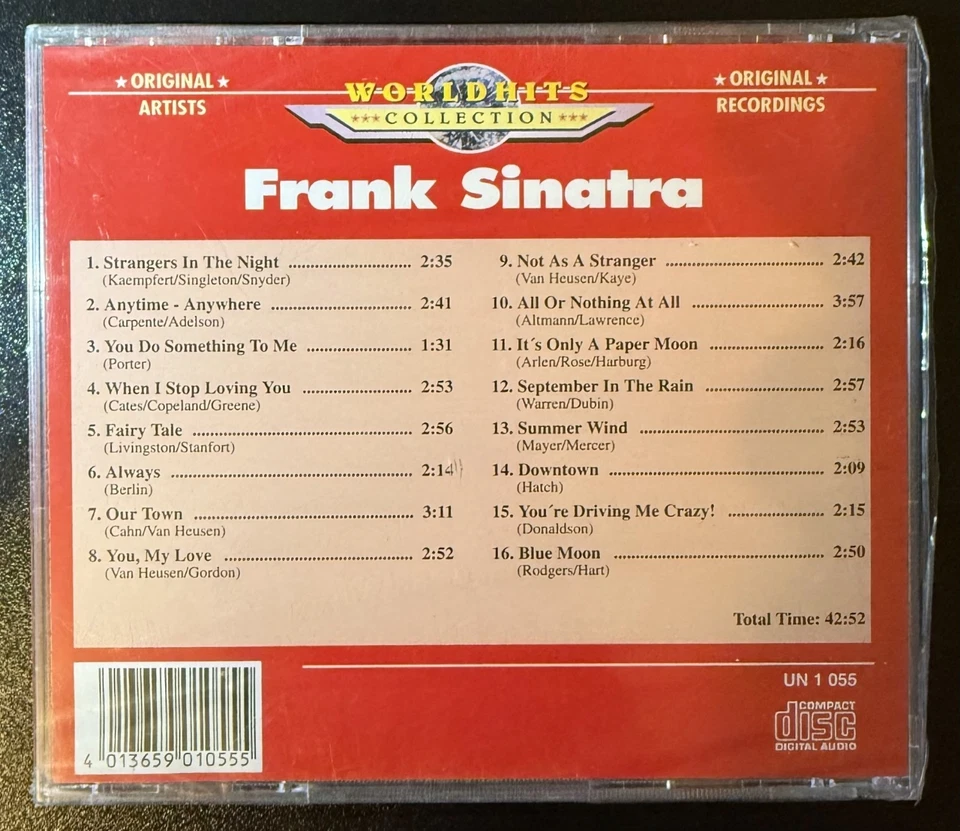 ★ ORIGINAL ★
ARTISTS
WORLDHITS
★★★ COLLECTION ★★★
★ ORIGINAL ★
RECORDINGS
Frank Sinatra
1. Strangers In The Night ................................ 2:35
(Kaempfert/Singleton/Snyder)
2. Anytime - Anywhere ................................ 2:41
(Carpente/Adelson)
3. You Do Something To Me ........................ 1:31
(Porter)
4. When I Stop Loving You ......................... 2:53
(Cates/Copeland/Greene)
5. Fairy Tale ................................................ 2:56
(Livingston/Stanfort)
6. Always .................................................... 2:14
(Berlin)
7. Our Town ................................................ 3:11
(Cahn/Van Heusen)
8. You, My Love .......................................... 2:52
(Van Heusen/Gordon)
9. Not As A Stranger .................................... 2:42
(Van Heusen/Kaye)
10. All Or Nothing At All ............................. 3:57
(Altmann/Lawrence)
11. It´s Only A Paper Moon ......................... 2:16
(Arlen/Rose/Harburg)
12. September In The Rain .......................... 2:57
(Warren/Dubin)
13. Summer Wind ........................................ 2:53
(Mayer/Mercer)
14. Downtown ............................................. 2:09
(Hatch)
15. You´re Driving Me Crazy! ..................... 2:15
(Donaldson)
16. Blue Moon ............................................ 2:50
(Rodgers/Hart)
Total Time: 42:52
4 013659 010555
UN 1 055
COMPACT
disc
DIGITAL AUDIO